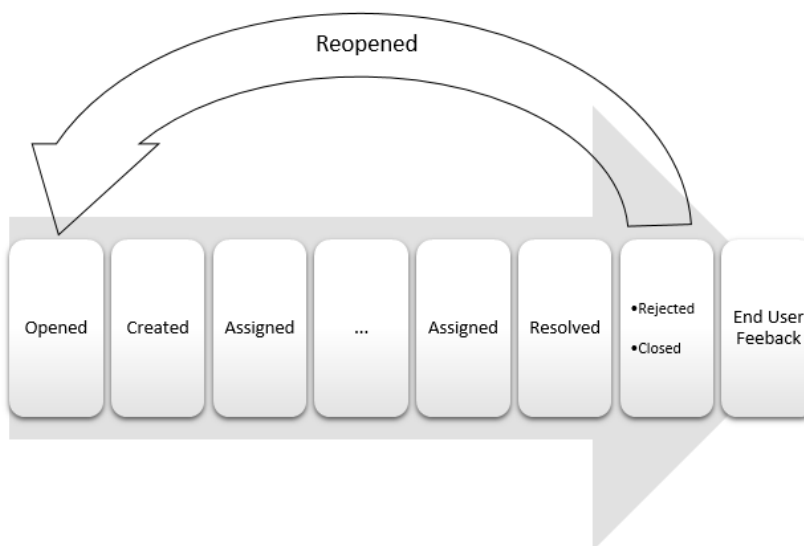 Reopened
Opened
Created
Assigned
...
Assigned
Resolved
•Rejected
•Closed
End User
Feeback